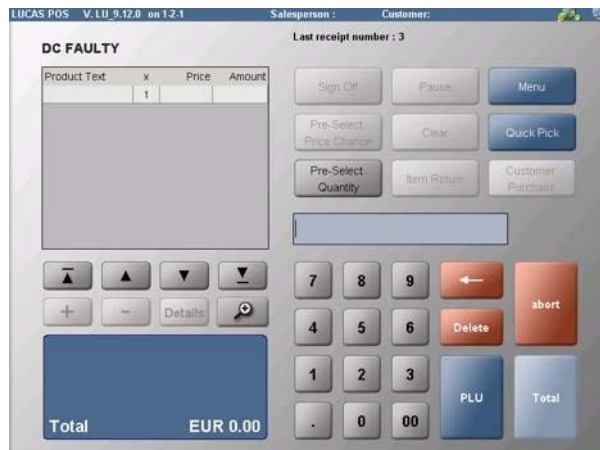 LUCAS POS V. LU_9.12.0 on 1-2-1 Salesperson : Customer:
DC FAULTY
Last receipt number : 3
Product Text x Price Amount
1
Sign Off Pause Menu
Pre-Select
Price Change
Clear Quick Pick
Pre-Select
Quantity
Item Return
Customer
Purchase
7 8 9
abort
+ - Details
4 5 6 Delete
1 2 3
PLU Total
Total EUR 0.00
. 0 00